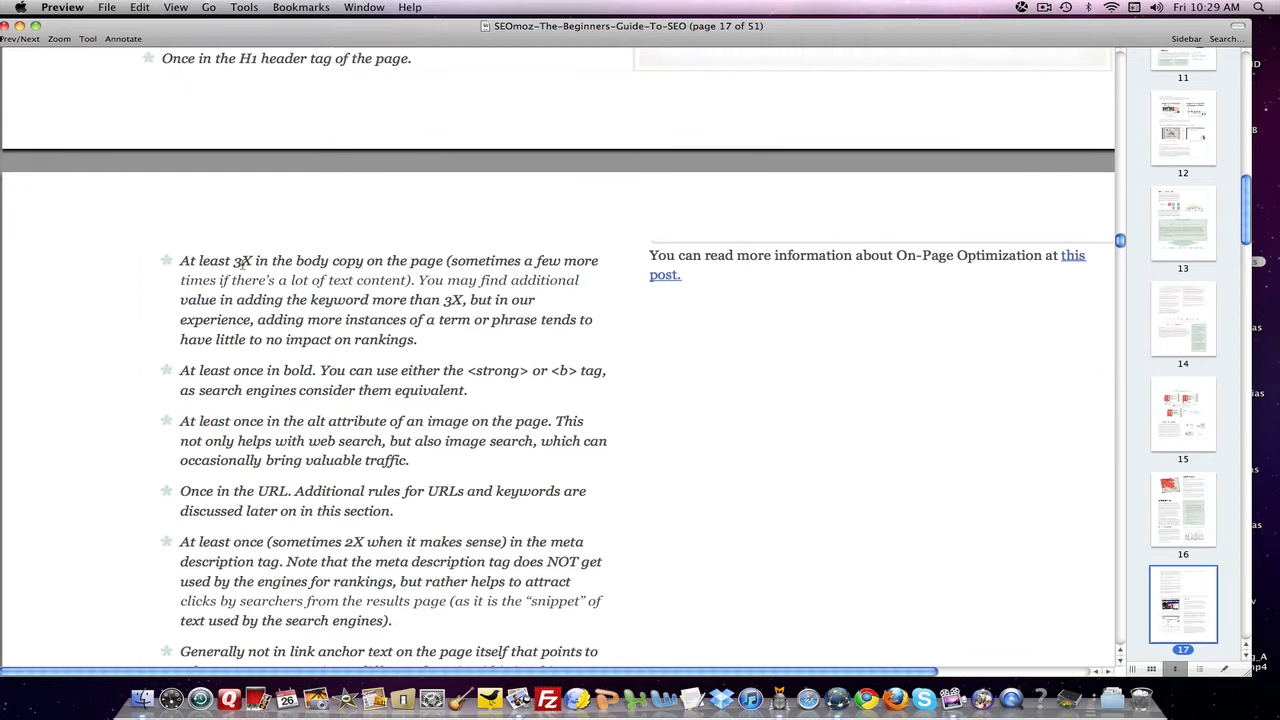 Preview File Edit View Go Tools Bookmarks Window Help Fri 10:29 AM
SEOmoz-The-Beginners-Guide-To-SEO (page 17 of 51)
Prev/Next Zoom Tool Annotate Sidebar Search...
Once in the H1 header tag of the page.
At least 3X in the body copy on the page (sometimes a few more
times if there's a lot of text content). You may find additional
value in adding the keyword more than 3X, but in our
experience, adding more instances of a term or phrase tends to
have little to no impact on rankings.
At least once in bold. You can use either the <strong> or <b> tag,
as search engines consider them equivalent.
At least once in the alt attribute of an image on the page. This
not only helps with web search, but also image search, which can
occasionally bring valuable traffic.
Once in the URL. Additional rules for URLs and keywords are
discussed later on in this section.
At least once (sometimes 2X when it makes sense) in the meta
description tag. Note that the meta description tag does NOT get
used by the engines for rankings, but rather helps to attract
clicks by searchers from the results page (as it is the “snippet” of
text used by the search engines).
Generally not in link anchor text on the page itself that points to
You can read more information about On-Page Optimization at this
post.
11
12
13
14
15
16
17
26